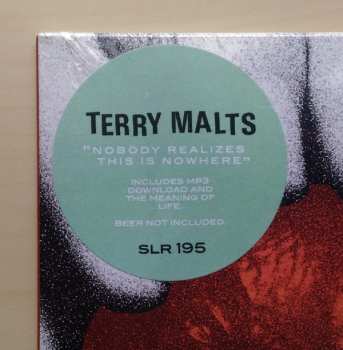 TERRY MALTS
"NOBODY REALIZES
THIS IS NOWHERE"
INCLUDES MP3
DOWNLOAD AND
THE MEANING OF
LIFE.
BEER NOT INCLUDED.
SLR 195